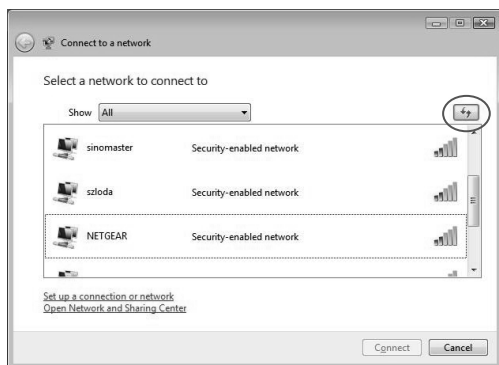 Connect to a network
Select a network to connect to
Show All
sinomaster Security-enabled network
szloda Security-enabled network
NETGEAR Security-enabled network
Set up a connection or network
Open Network and Sharing Center
Connect Cancel